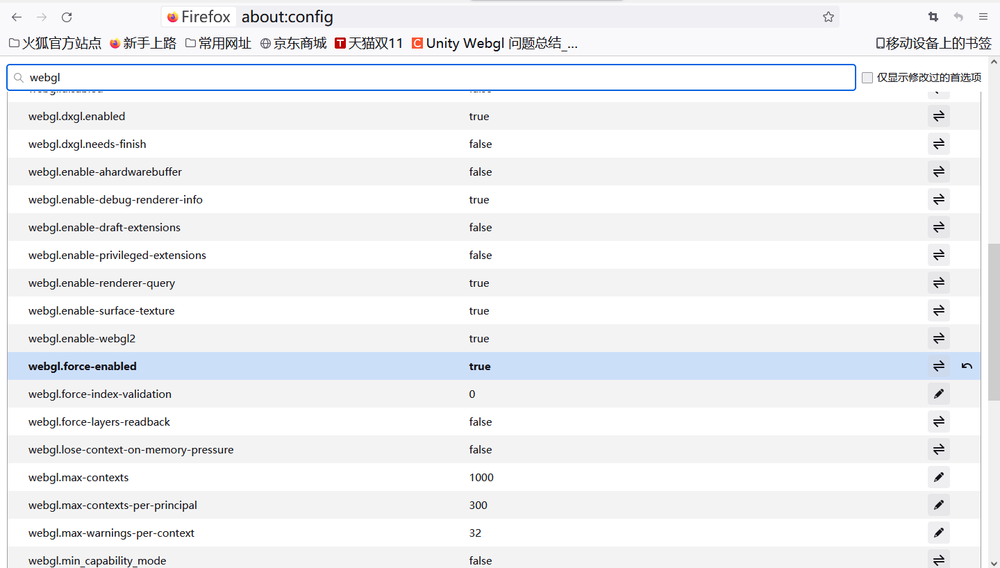 Firefox about:config
火狐官方站点 新手上路 常用网址 京东商城 天猫双11 Unity Webgl 问题总结_... 移动设备上的书签
webgl 仅显示修改过的首选项
webgl.dxgl.enabled true
webgl.dxgl.needs-finish false
webgl.enable-ahardwarebuffer false
webgl.enable-debug-renderer-info true
webgl.enable-draft-extensions false
webgl.enable-privileged-extensions false
webgl.enable-renderer-query true
webgl.enable-surface-texture true
webgl.enable-webgl2 true
webgl.force-enabled true
webgl.force-index-validation 0
webgl.force-layers-readback false
webgl.lose-context-on-memory-pressure false
webgl.max-contexts 1000
webgl.max-contexts-per-principal 300
webgl.max-warnings-per-context 32
webgl.min_capability_mode false